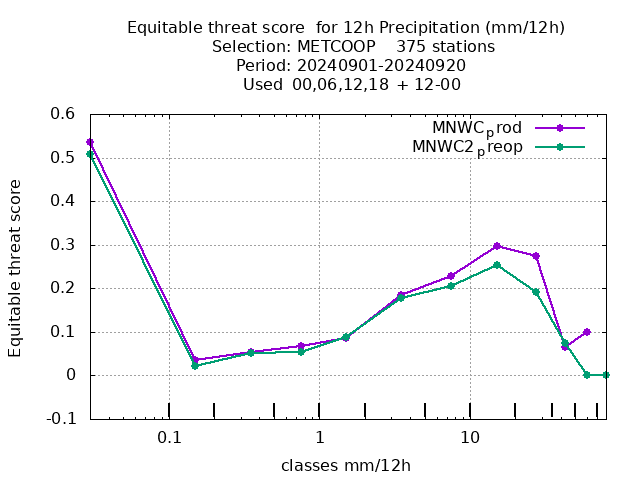 Equitable threat score  for 12h Precipitation (mm/12h)
Selection: METCOOP    375 stations
Period: 20240901-20240920
Used  00,06,12,18  + 12-00
MNWCprod
MNWC2preop
0.6
0.5
0.4
0.3
0.2
0.1
0
-0.1
Equitable threat score
0.1 1 10
classes mm/12h